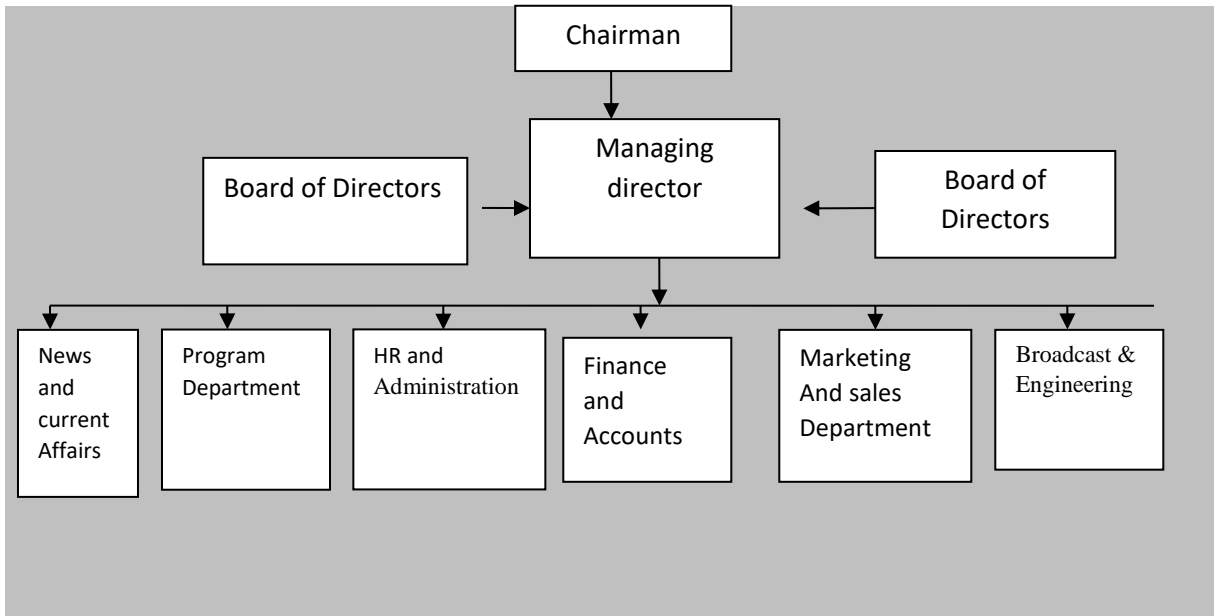 Chairman
Managing
director
Board of Directors
Board of
Directors
News
and
current
Affairs
Program
Department
HR and
Administration
Finance
and
Accounts
Marketing
And sales
Department
Broadcast &
Engineering